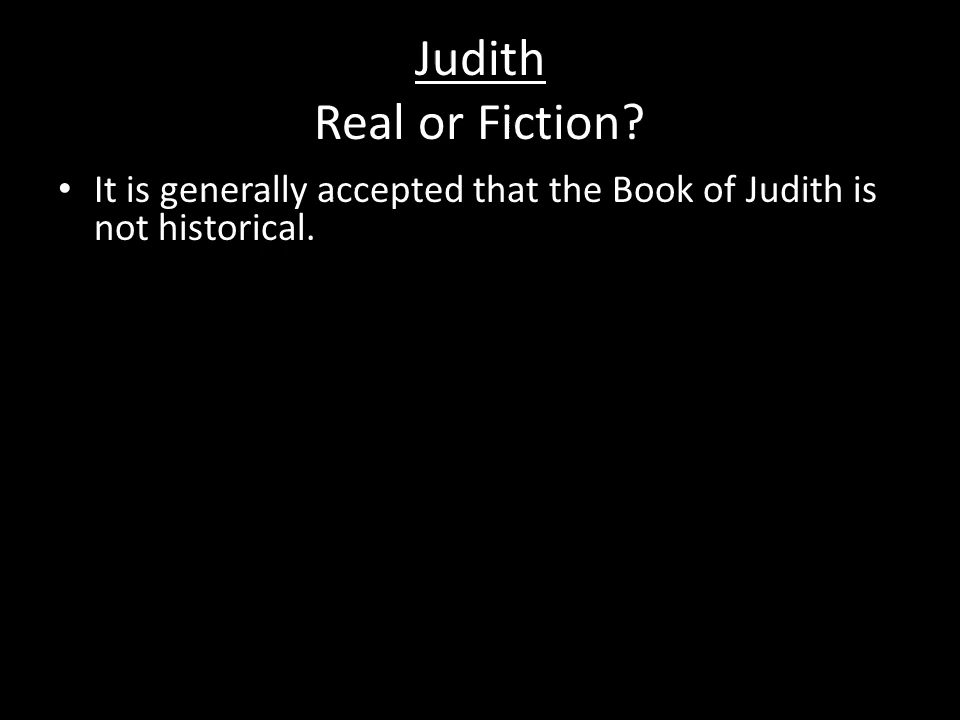 Judith
Real or Fiction?
• It is generally accepted that the Book of Judith is
not historical.